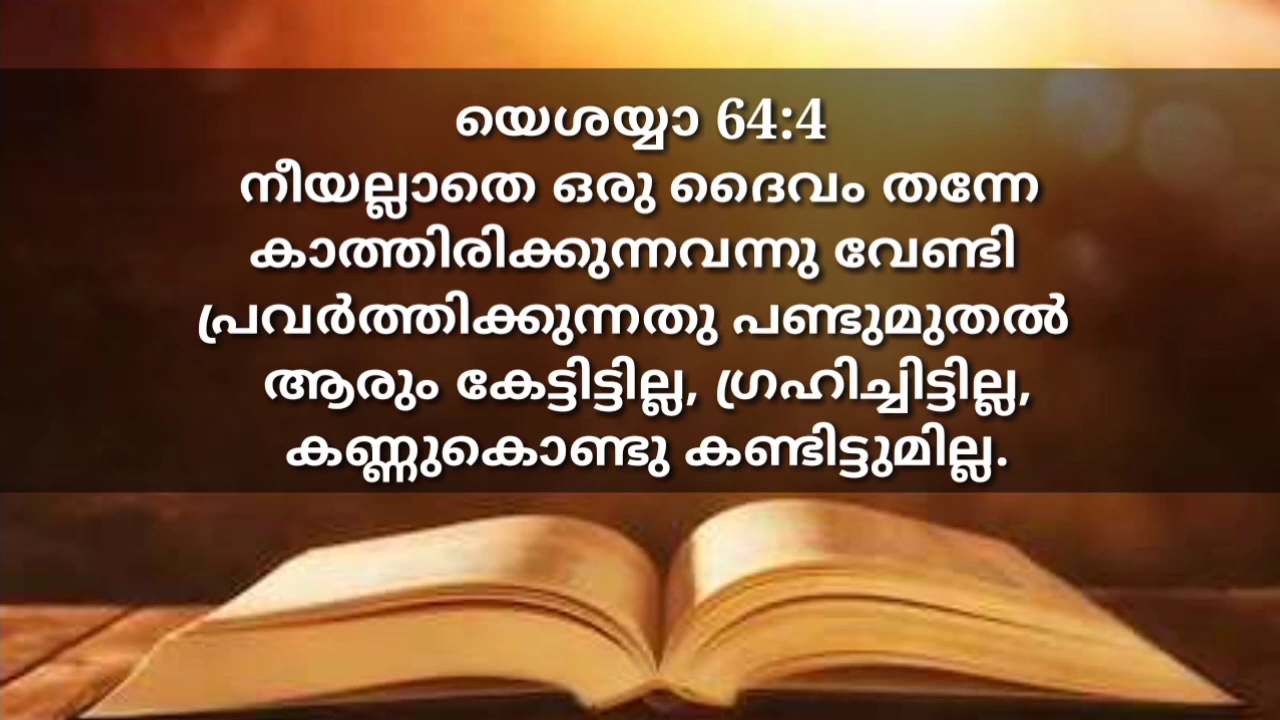 യെശയ്യാ 64:4
നീയല്ലാതെ ഒരു ദൈവം തന്നേ
കാത്തിരിക്കുന്നവന്നു വേണ്ടി
പ്രവർത്തിക്കുന്നതു പണ്ടുമുതൽ
ആരും കേട്ടിട്ടില്ല, ഗ്രഹിച്ചിട്ടില്ല,
കണ്ണുകൊണ്ടു കണ്ടിട്ടുമില്ല.